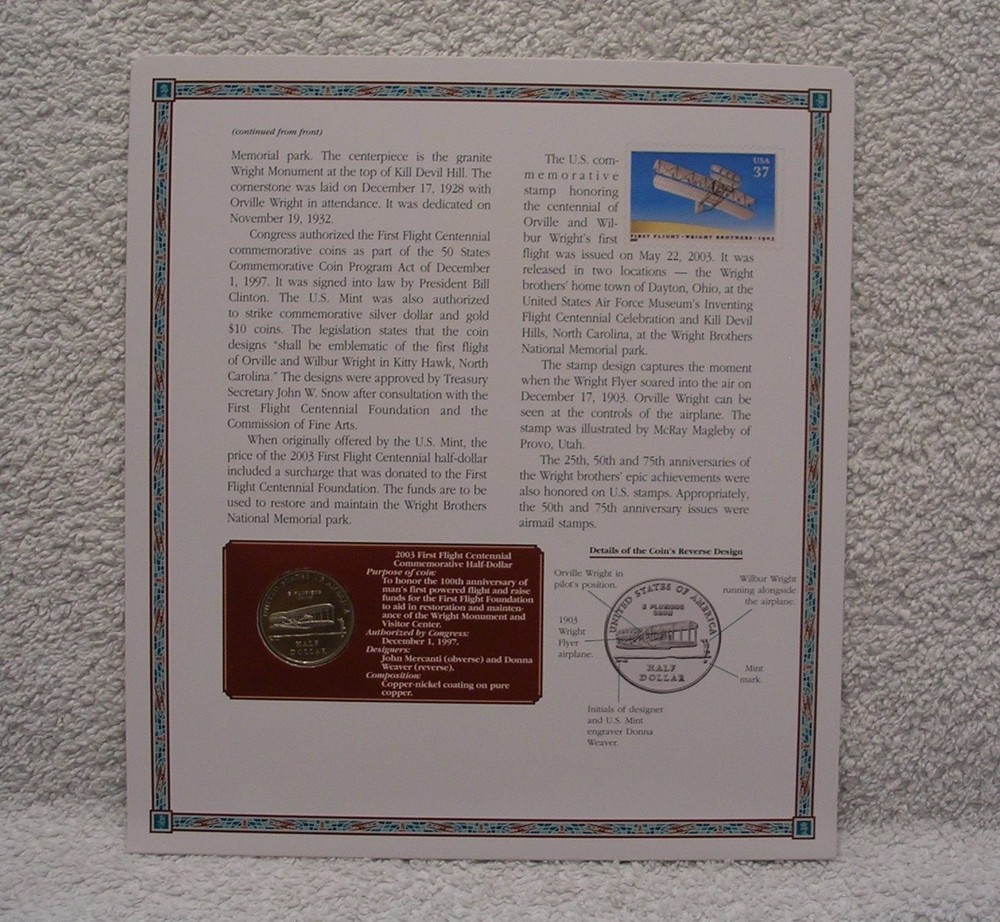 (continued from front)
Memorial park. The centerpiece is the granite
Wright Monument at the top of Kill Devil Hill. The
cornerstone was laid on December 17, 1928 with
Orville Wright in attendance. It was dedicated on
November 19, 1932.
Congress authorized the First Flight Centennial
commemorative coins as part of the 50 States
Commemorative Coin Program Act of December
1, 1997. It was signed into law by President Bill
Clinton. The U.S. Mint was also authorized
to strike commemorative silver dollar and gold
$10 coins. The legislation states that the coin
designs "shall be emblematic of the first flight
of Orville and Wilbur Wright in Kitty Hawk, North
Carolina." The designs were approved by Treasury
Secretary John W. Snow after consultation with the
First Flight Centennial Foundation and the
Commission of Fine Arts.
When originally offered by the U.S. Mint, the
price of the 2003 First Flight Centennial half-dollar
included a surcharge that was donated to the First
Flight Centennial Foundation. The funds are to be
used to restore and maintain the Wright Brothers
National Memorial park.
The U.S. com-
memorative
stamp honoring
the centennial of
Orville and Wil-
bur Wright's first
flight was issued on May 22, 2003. It was
released in two locations — the Wright
brothers' home town of Dayton, Ohio, at the
United States Air Force Museum's Inventing
Flight Centennial Celebration and Kill Devil
Hills, North Carolina, at the Wright Brothers
National Memorial park.
The stamp design captures the moment
when the Wright Flyer soared into the air on
December 17, 1903. Orville Wright can be
seen at the controls of the airplane. The
stamp was illustrated by McRay Magleby of
Provo, Utah.
The 25th, 50th and 75th anniversaries of
the Wright brothers' epic achievements were
also honored on U.S. stamps. Appropriately,
the 50th and 75th anniversary issues were
airmail stamps.
USA
37
FIRST FLIGHT · WRIGHT BROTHERS · 1903
UNITED STATES OF AMERICA
E PLURIBUS
HALF
DOLLAR
2003 First Flight Centennial
Commemorative Half-Dollar
Purpose of coin:
To honor the 100th anniversary of
man's first powered flight and raise
funds for the First Flight Foundation
to aid in restoration and mainten-
ance of the Wright Monument and
Visitor Center.
Authorized by Congress:
December 1, 1997.
Designers:
John Mercanti (obverse) and Donna
Weaver (reverse).
Composition:
Copper-nickel coating on pure
copper.
Details of the Coin's Reverse Design
Orville Wright in
pilot's position.
Wilbur Wright
running alongside
the airplane.
1903
Wright
Flyer
airplane.
UNITED STATES OF AMERICA
E PLURIBUS
UNUM
HALF
DOLLAR
Mint
mark.
Initials of designer
and U.S. Mint
engraver Donna
Weaver.